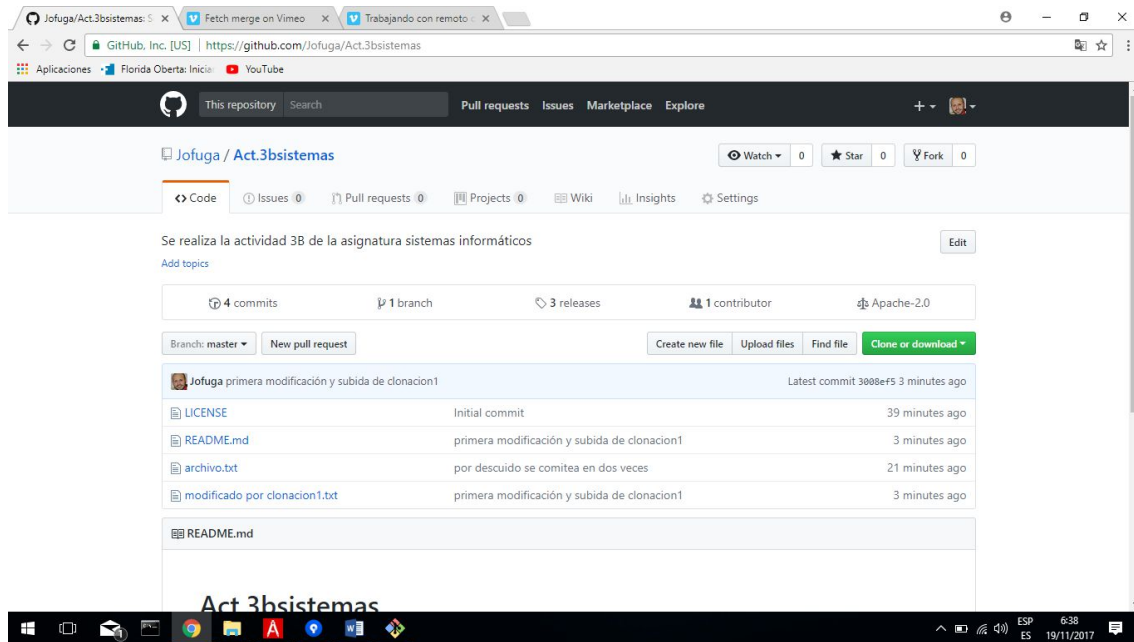 Jofuga/Act.3bsistemas: S
Fetch merge on Vimeo
Trabajando con remoto c
GitHub, Inc. [US] | https://github.com/Jofuga/Act.3bsistemas
Aplicaciones Florida Oberta: Inicia YouTube
This repository Search Pull requests Issues Marketplace Explore
Jofuga / Act.3bsistemas Watch 0 Star 0 Fork 0
Code Issues 0 Pull requests 0 Projects 0 Wiki Insights Settings
Se realiza la actividad 3B de la asignatura sistemas informáticos Edit
Add topics
4 commits 1 branch 3 releases 1 contributor Apache-2.0
Branch: master New pull request Create new file Upload files Find file Clone or download
Jofuga primera modificación y subida de clonacion1 Latest commit 3008ef5 3 minutes ago
LICENSE Initial commit 39 minutes ago
README.md primera modificación y subida de clonacion1 3 minutes ago
archivo.txt por descuido se comitea en dos veces 21 minutes ago
modificado por clonacion1.txt primera modificación y subida de clonacion1 3 minutes ago
README.md
Act.3bsistemas
ESP 6:38
ES 19/11/2017